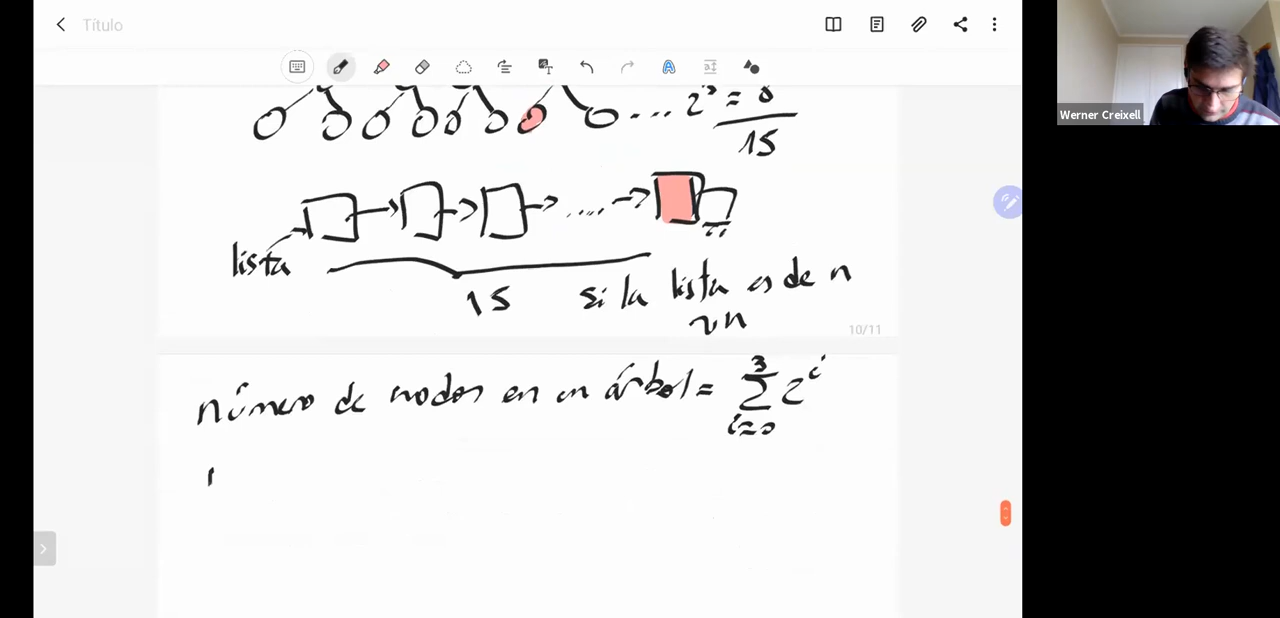 Título
... 2³ = 8
15
lista
15 si la lista es de n
~n
10/11
número de nodos en un árbol = 3 Σ i=0 2^i
Werner Creixell